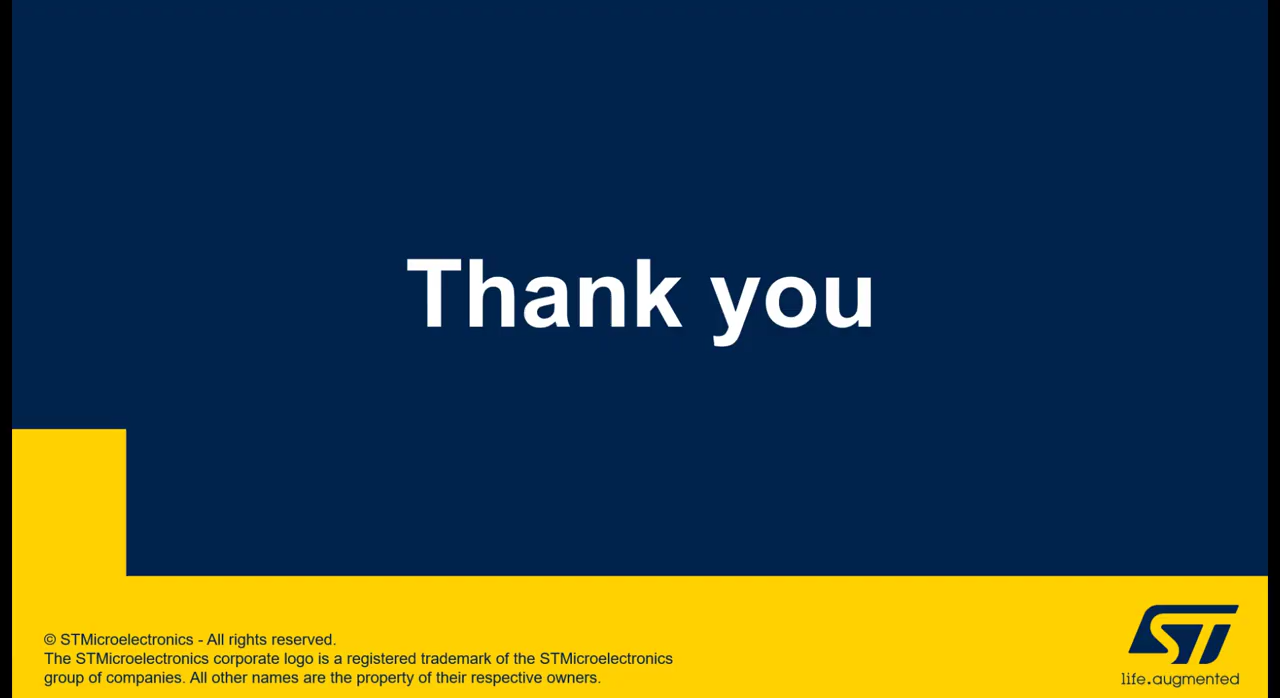 Thank you
© STMicroelectronics - All rights reserved.
The STMicroelectronics corporate logo is a registered trademark of the STMicroelectronics
group of companies. All other names are the property of their respective owners.
ST
life.augmented